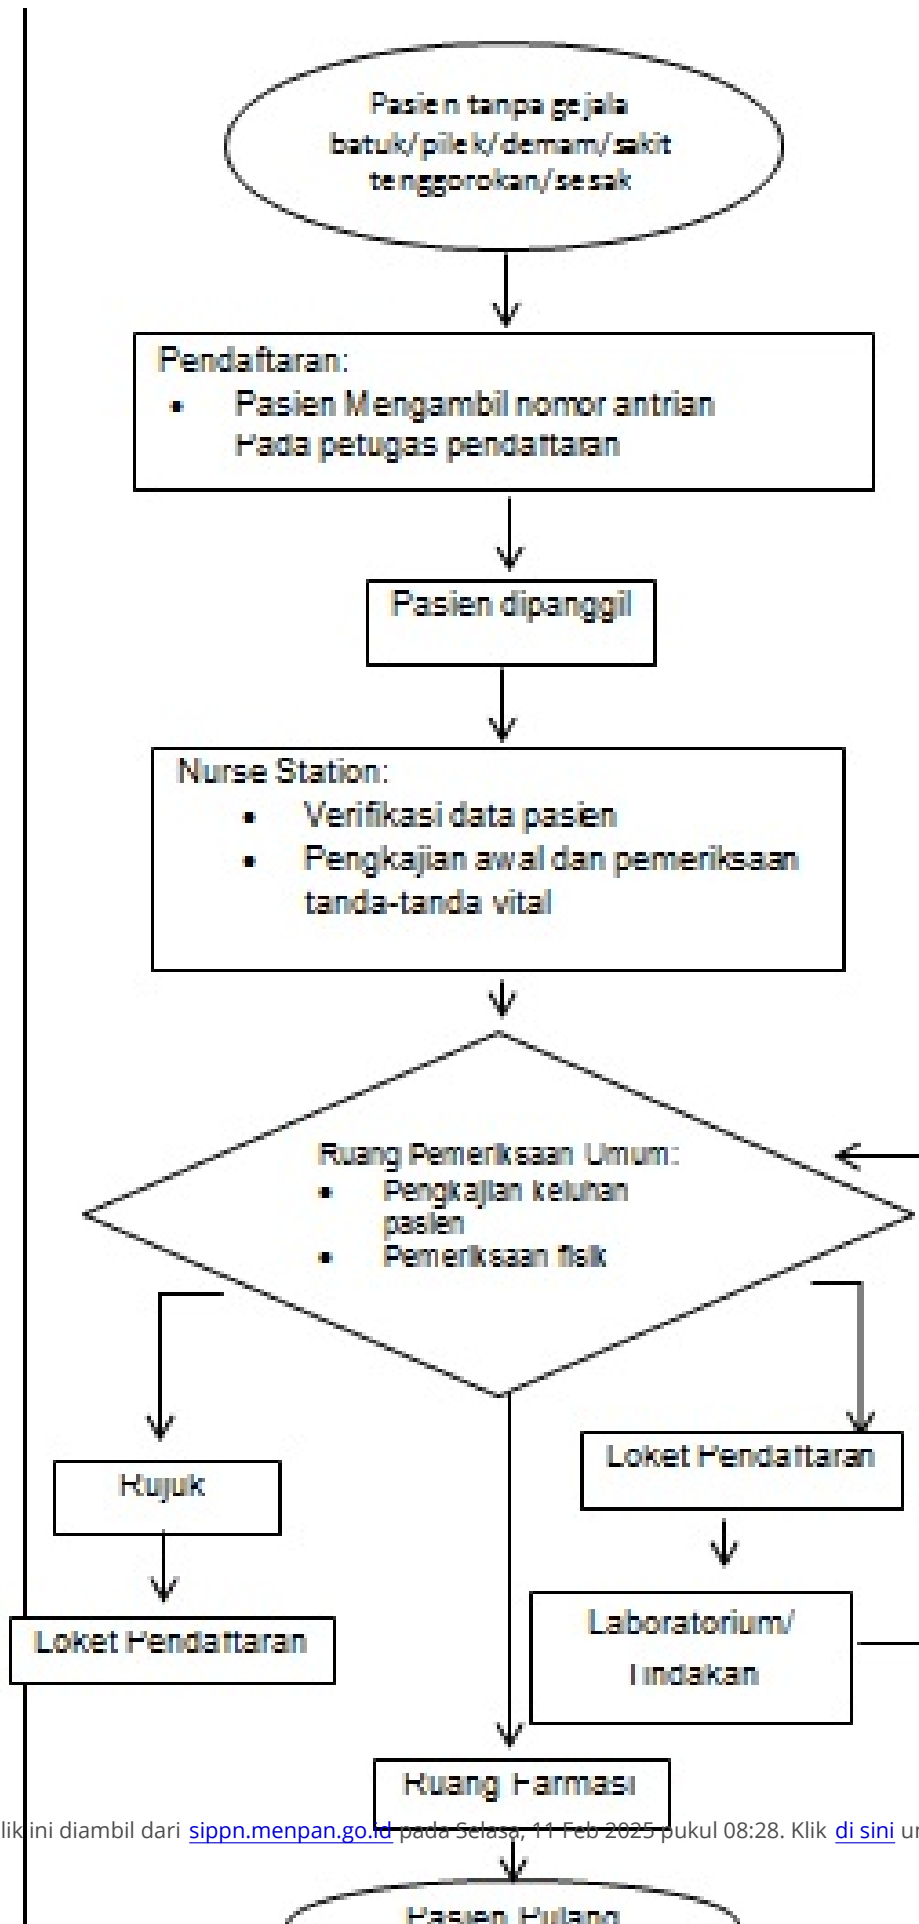 Pasien tanpa gejala
batuk/pilek/demam/sakit
tenggorokan/sesak
Pendaftaran:
• Pasien Mengambil nomor antrian
Pada petugas pendaftaran
Pasien dipanggil
Nurse Station:
• Verifikasi data pasien
• Pengkajian awal dan pemeriksaan
tanda-tanda vital
Ruang Pemeriksaan Umum:
• Pengkajian keluhan
pasien
• Pemeriksaan fisik
Loket Pendaftaran
Rujuk
Laboratorium/
Tindakan
Loket Pendaftaran
Ruang Farmasi
lik ini diambil dari sippn.menpan.go.id pada Selasa, 11 Feb 2025 pukul 08:28. Klik di sini un
Pasien Pulang